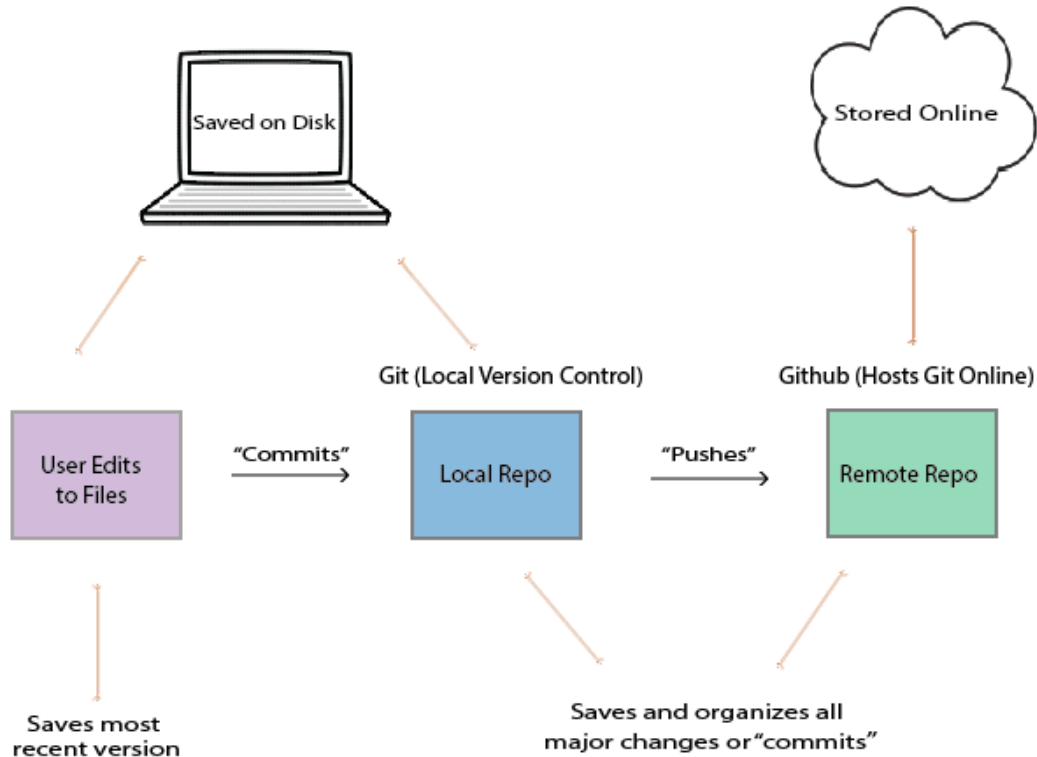 Saved on Disk
Stored Online
Git (Local Version Control)
Github (Hosts Git Online)
User Edits
to Files
“Commits”
Local Repo
“Pushes”
Remote Repo
Saves most
recent version
Saves and organizes all
major changes or “commits”